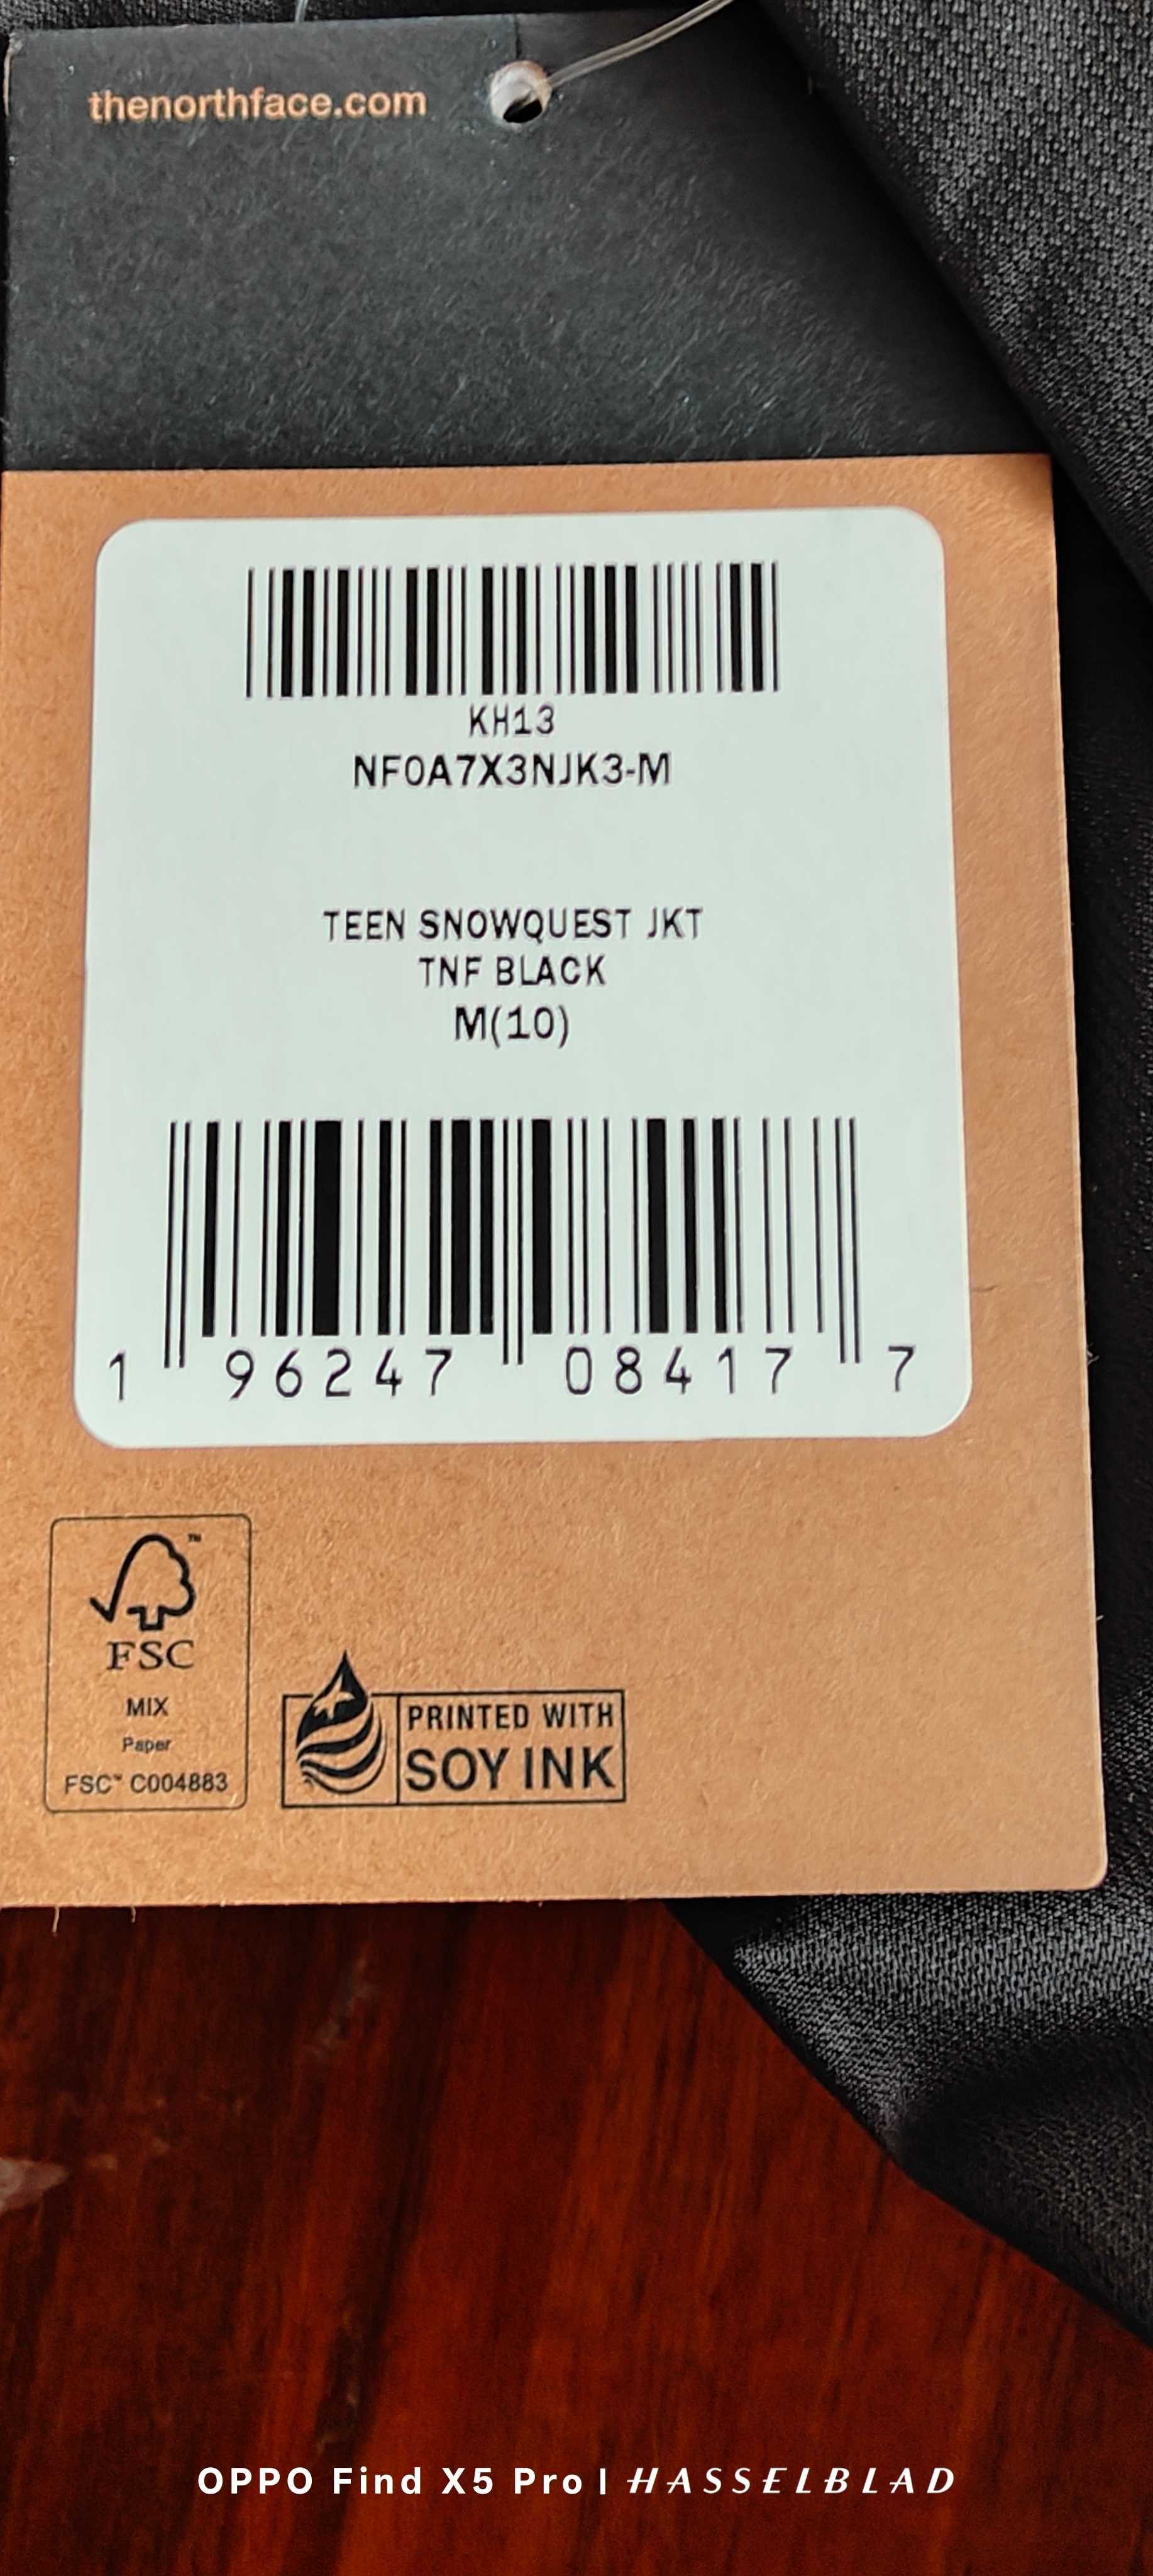 thenorthface.com
KH13
NF0A7X3NJK3-M
TEEN SNOWQUEST JKT
TNF BLACK
M(10)
1 96247 08417 7
™
FSC
MIX
Paper
FSC™ C004883
PRINTED WITH
SOY INK
OPPO Find X5 Pro | HASSELBLAD